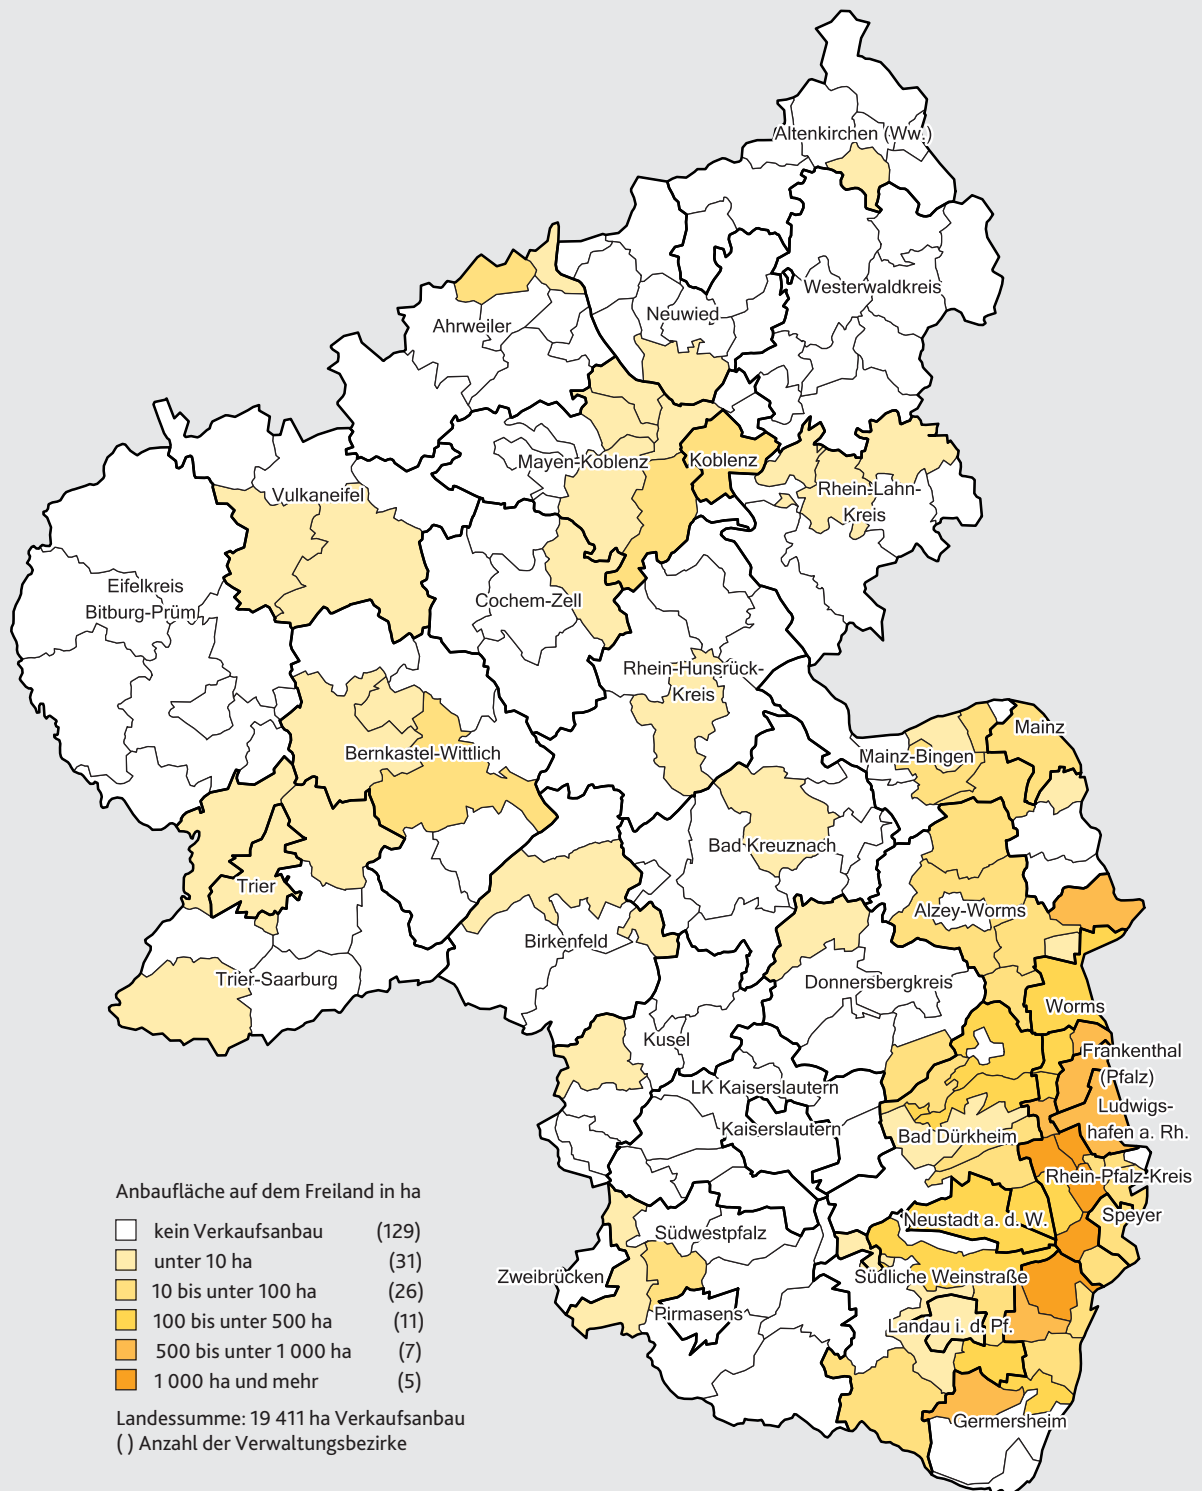 Altenkirchen (Ww.)
Westerwaldkreis
Neuwied
Ahrweiler
Mayen-Koblenz
Koblenz
Vulkaneifel
Rhein-Lahn-
Kreis
Eifelkreis
Bitburg-Prüm
Cochem-Zell
Rhein-Hunsrück-
Kreis
Mainz
Bernkastel-Wittlich
Mainz-Bingen
Bad Kreuznach
Trier
Alzey-Worms
Birkenfeld
Trier-Saarburg
Donnersbergkreis
Worms
Kusel
Frankenthal
(Pfalz)
LK Kaiserslautern
Ludwigs-
hafen a. Rh.
Kaiserslautern
Bad Dürkheim
Rhein-Pfalz-Kreis
Neustadt a. d. W.
Speyer
Südwestpfalz
Zweibrücken
Südliche Weinstraße
Pirmasens
Landau i. d. Pf.
Germersheim
Anbaufläche auf dem Freiland in ha
kein Verkaufsanbau (129)
unter 10 ha (31)
10 bis unter 100 ha (26)
100 bis unter 500 ha (11)
500 bis unter 1 000 ha (7)
1 000 ha und mehr (5)
Landessumme: 19 411 ha Verkaufsanbau
( ) Anzahl der Verwaltungsbezirke